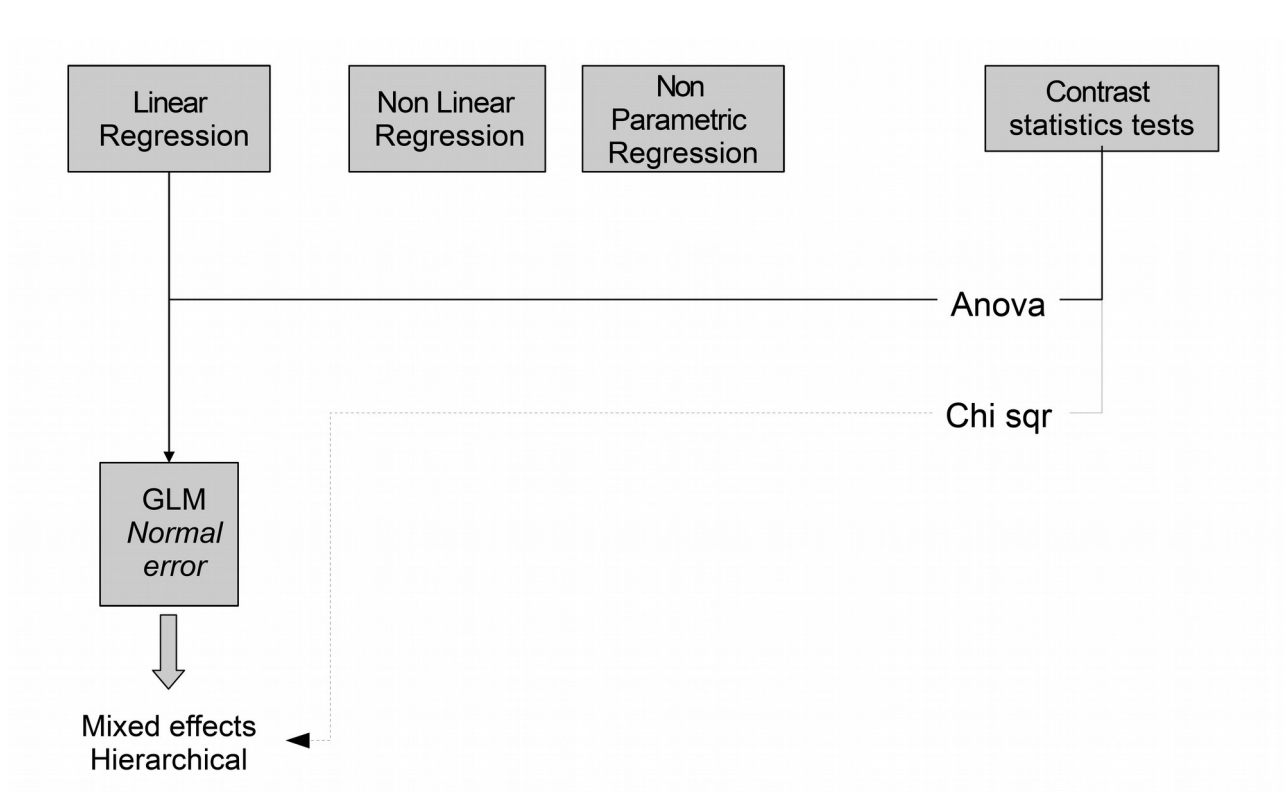 Linear
Regression
Non Linear
Regression
Non
Parametric
Regression
Contrast
statistics tests
Anova
Chi sqr
GLM
Normal
error
Mixed effects
Hierarchical